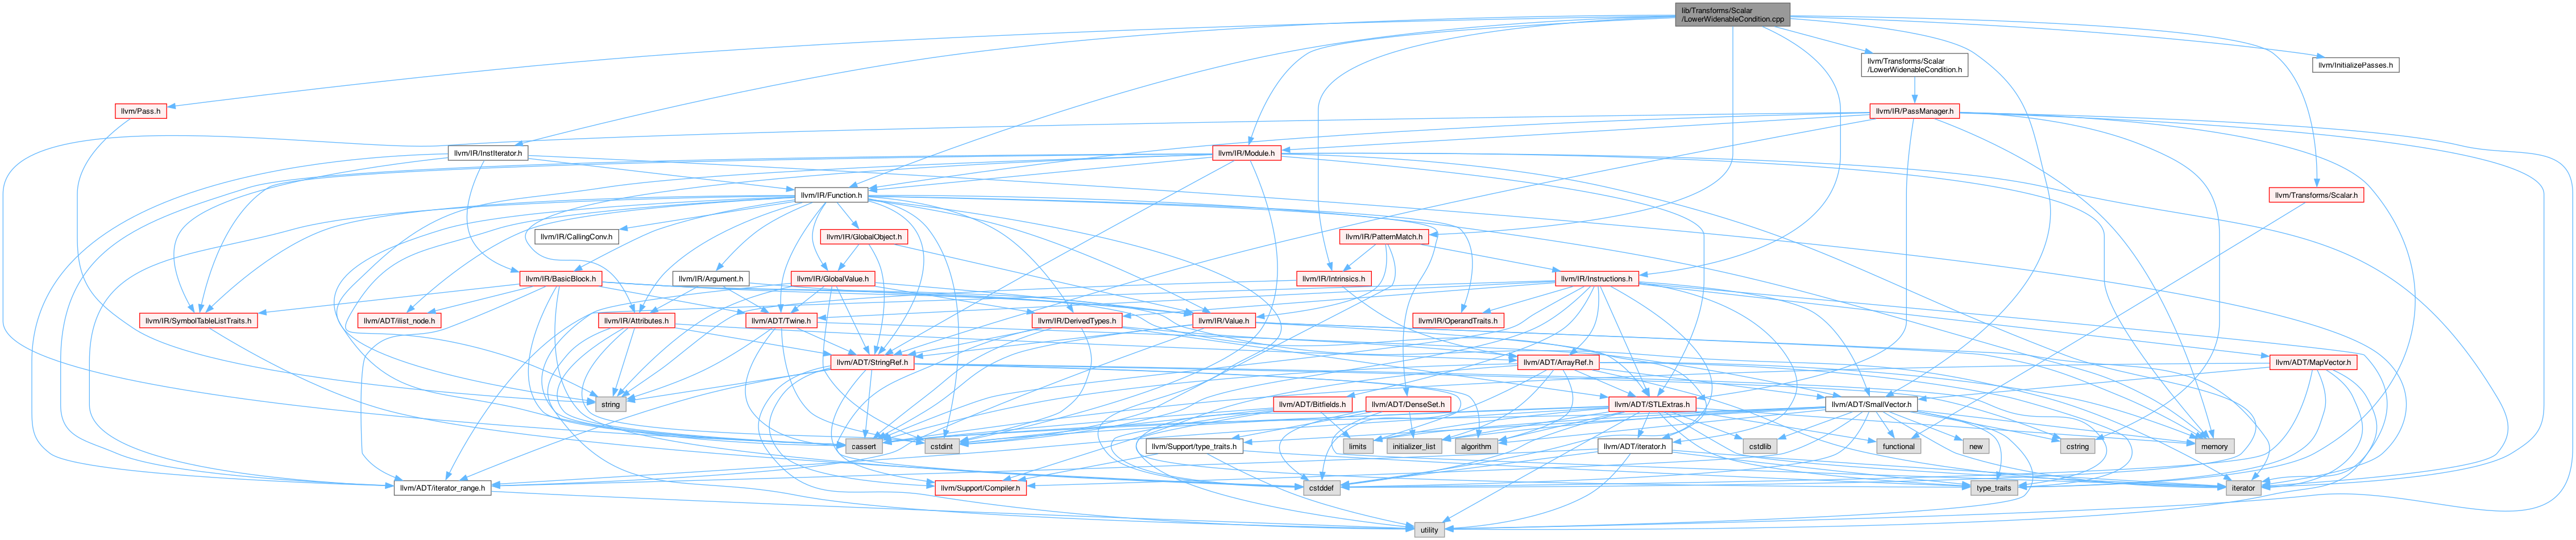 lib/Transforms/Scalar
/LowerWidenableCondition.cpp
llvm/Transforms/Scalar
/LowerWidenableCondition.h
llvm/InitializePasses.h
llvm/Pass.h
llvm/IR/PassManager.h
llvm/IR/InstIterator.h
llvm/IR/Module.h
llvm/IR/Function.h
llvm/Transforms/Scalar.h
llvm/IR/CallingConv.h
llvm/IR/GlobalObject.h
llvm/IR/PatternMatch.h
llvm/IR/BasicBlock.h
llvm/IR/Argument.h
llvm/IR/GlobalValue.h
llvm/IR/Intrinsics.h
llvm/IR/Instructions.h
llvm/IR/SymbolTableListTraits.h
llvm/ADT/ilist_node.h
llvm/IR/Attributes.h
llvm/ADT/Twine.h
llvm/IR/DerivedTypes.h
llvm/IR/Value.h
llvm/IR/OperandTraits.h
llvm/ADT/StringRef.h
llvm/ADT/ArrayRef.h
llvm/ADT/MapVector.h
string
llvm/ADT/Bitfields.h
llvm/ADT/DenseSet.h
llvm/ADT/STLExtras.h
llvm/ADT/SmallVector.h
cassert
cstdint
llvm/Support/type_traits.h
limits
initializer_list
algorithm
llvm/ADT/iterator.h
cstdlib
functional
new
cstring
memory
llvm/ADT/iterator_range.h
llvm/Support/Compiler.h
cstddef
type_traits
iterator
utility